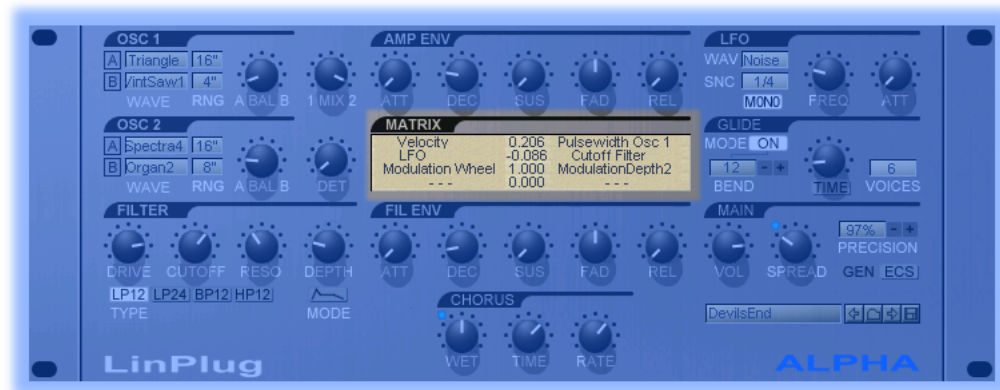 OSC 1
A Triangle 16"
B VintSaw1 4"
WAVE RNG A BAL B 1 MIX 2
AMP ENV
ATT DEC SUS FAD REL
LFO
WAV Noise
SNC 1/4
MONO FREQ ATT
OSC 2
A Spectra4 16"
B Organ2 8"
WAVE RNG A BAL B DET
MATRIX
Velocity 0.206 Pulsewidth Osc 1
LFO -0.086 Cutoff Filter
Modulation Wheel 1.000 ModulationDepth2
- - - 0.000 - - -
GLIDE
MODE ON
12 - + 6
BEND TIME VOICES
FILTER
DRIVE CUTOFF RESO DEPTH
LP12 LP24 BP12 HP12
TYPE MODE
FIL ENV
ATT DEC SUS FAD REL
MAIN
97% - +
PRECISION
VOL SPREAD GEN ECS
CHORUS
WET TIME RATE
DevilsEnd
LinPlug
ALPHA